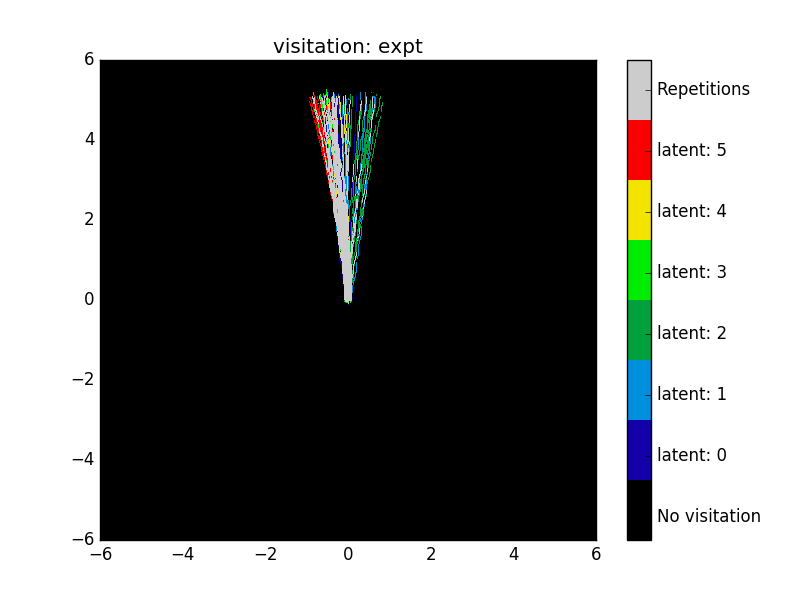 visitation: expt
6
4
2
0
−2
−4
−6
−6
−4
−2
0
2
4
6
Repetitions
latent: 5
latent: 4
latent: 3
latent: 2
latent: 1
latent: 0
No visitation